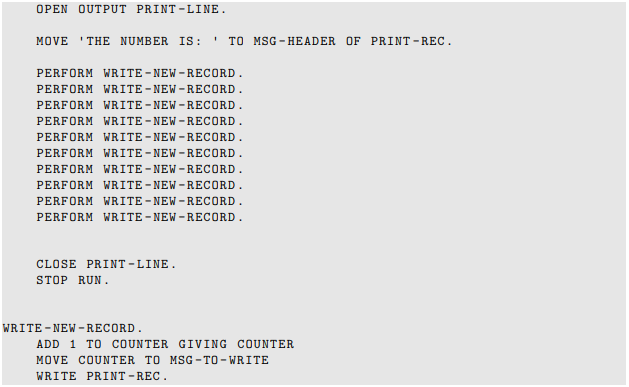 OPEN OUTPUT PRINT-LINE.
MOVE 'THE NUMBER IS: ' TO MSG-HEADER OF PRINT-REC.
PERFORM WRITE-NEW-RECORD.
PERFORM WRITE-NEW-RECORD.
PERFORM WRITE-NEW-RECORD.
PERFORM WRITE-NEW-RECORD.
PERFORM WRITE-NEW-RECORD.
PERFORM WRITE-NEW-RECORD.
PERFORM WRITE-NEW-RECORD.
PERFORM WRITE-NEW-RECORD.
PERFORM WRITE-NEW-RECORD.
PERFORM WRITE-NEW-RECORD.
CLOSE PRINT-LINE.
STOP RUN.
WRITE-NEW-RECORD.
ADD 1 TO COUNTER GIVING COUNTER
MOVE COUNTER TO MSG-TO-WRITE
WRITE PRINT-REC.